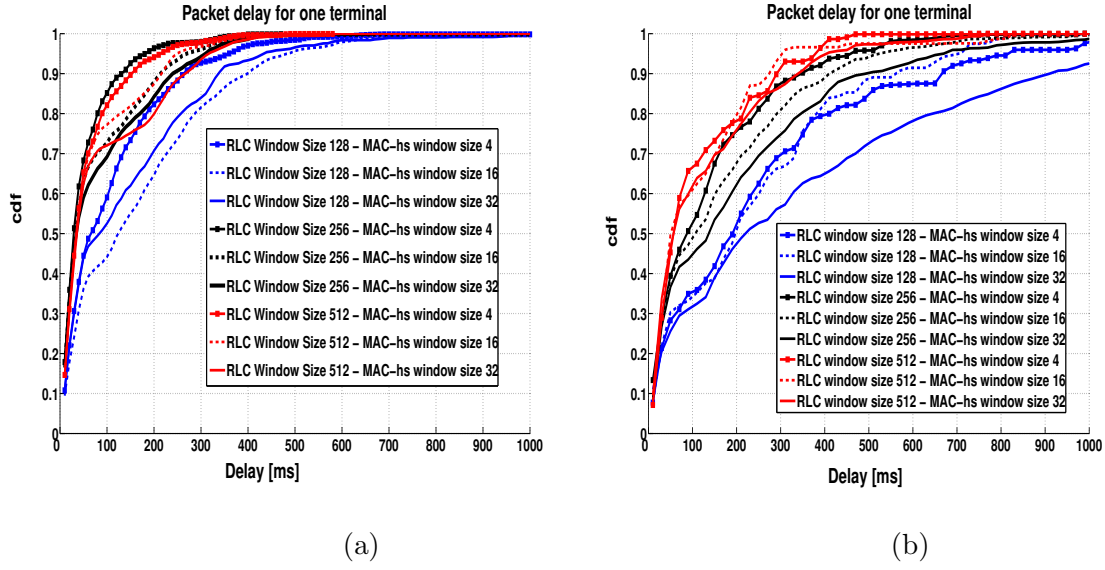 Packet delay for one terminal
1
0.9
0.8
0.7
0.6
0.5
0.4
0.3
0.2
0.1
0
cdf
RLC Window Size 128 – MAC–hs window size 4
RLC Window Size 128 – MAC–hs window size 16
RLC Window Size 128 – MAC–hs window size 32
RLC Window Size 256 – MAC–hs window size 4
RLC Window Size 256 – MAC–hs window size 16
RLC Window Size 256 – MAC–hs window size 32
RLC Window Size 512 – MAC–hs window size 4
RLC Window Size 512 – MAC–hs window size 16
RLC Window Size 512 – MAC–hs window size 32
0 100 200 300 400 500 600 700 800 900 1000
Delay [ms]
(a)
Packet delay for one terminal
1
0.9
0.8
0.7
0.6
0.5
0.4
0.3
0.2
0.1
0
cdf
RLC window size 128 – MAC–hs window size 4
RLC window size 128 – MAC–hs window size 16
RLC window size 128 – MAC–hs window size 32
RLC window size 256 – MAC–hs window size 4
RLC window size 256 – MAC–hs window size 16
RLC window size 256 – MAC–hs window size 32
RLC window size 512 – MAC–hs window size 4
RLC window size 512 – MAC–hs window size 16
RLC window size 512 – MAC–hs window size 32
0 100 200 300 400 500 600 700 800 900 1000
Delay [ms]
(b)